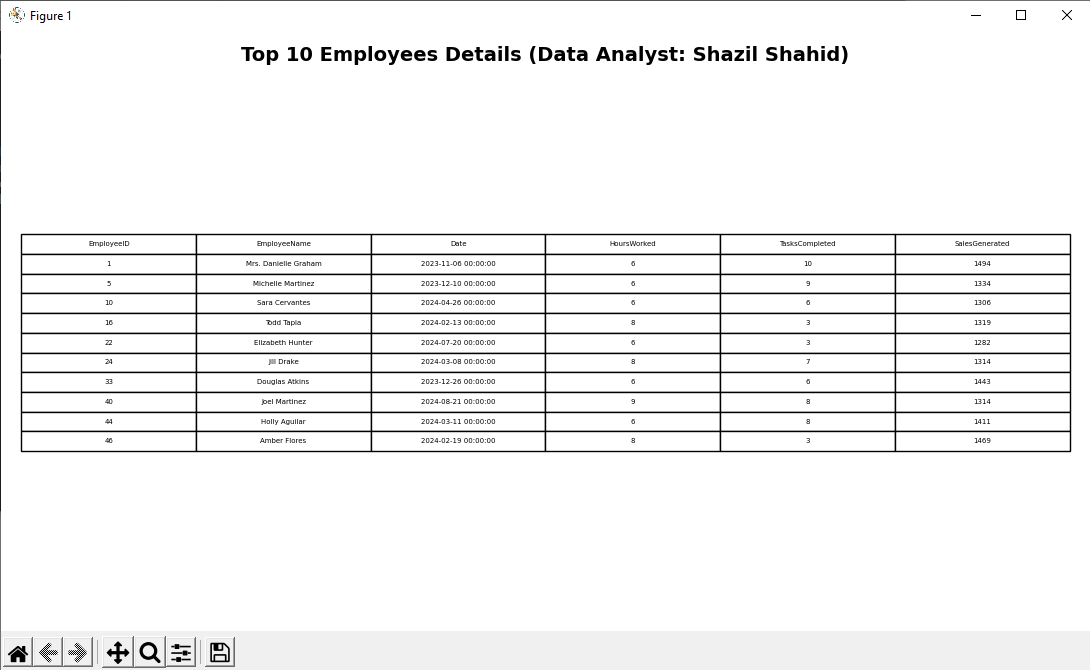 Figure 1
Top 10 Employees Details (Data Analyst: Shazil Shahid)
EmployeeID EmployeeName Date HoursWorked TasksCompleted SalesGenerated
1 Mrs. Danielle Graham 2023-11-06 00:00:00 6 10 1494
5 Michelle Martinez 2023-12-10 00:00:00 6 9 1334
10 Sara Cervantes 2024-04-26 00:00:00 6 6 1306
16 Todd Tapia 2024-02-13 00:00:00 8 3 1319
22 Elizabeth Hunter 2024-07-20 00:00:00 6 3 1282
24 Jill Drake 2024-03-08 00:00:00 8 7 1314
33 Douglas Atkins 2023-12-26 00:00:00 6 6 1443
40 Joel Martinez 2024-08-21 00:00:00 9 8 1314
44 Holly Aguilar 2024-03-11 00:00:00 6 8 1411
46 Amber Flores 2024-02-19 00:00:00 8 3 1469